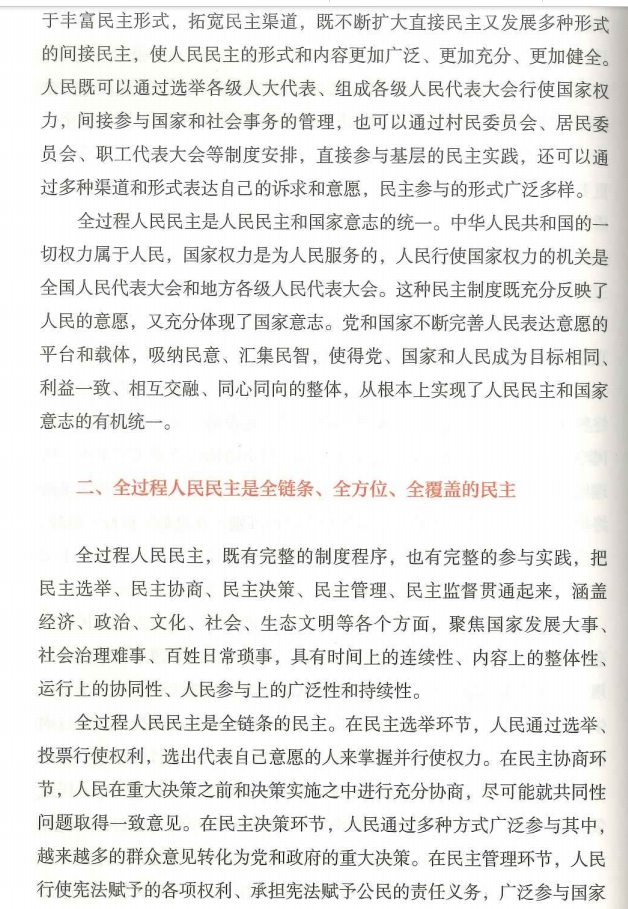 于丰富民主形式，拓宽民主渠道，既不断扩大直接民主又发展多种形式
的间接民主，使人民民主的形式和内容更加广泛、更加充分、更加健全。
人民既可以通过选举各级人大代表、组成各级人民代表大会行使国家权
力，间接参与国家和社会事务的管理，也可以通过村民委员会、居民委
员会、职工代表大会等制度安排，直接参与基层的民主实践，还可以通
过多种渠道和形式表达自己的诉求和意愿，民主参与的形式广泛多样。
全过程人民民主是人民民主和国家意志的统一。中华人民共和国的一
切权力属于人民，国家权力是为人民服务的，人民行使国家权力的机关是
全国人民代表大会和地方各级人民代表大会。这种民主制度既充分反映了
人民的意愿，又充分体现了国家意志。党和国家不断完善人民表达意愿的
平台和载体，吸纳民意、汇集民智，使得党、国家和人民成为目标相同、
利益一致、相互交融、同心同向的整体，从根本上实现了人民民主和国家
意志的有机统一。
二、全过程人民民主是全链条、全方位、全覆盖的民主
全过程人民民主，既有完整的制度程序，也有完整的参与实践，把
民主选举、民主协商、民主决策、民主管理、民主监督贯通起来，涵盖
经济、政治、文化、社会、生态文明等各个方面，聚焦国家发展大事、
社会治理难事、百姓日常琐事，具有时间上的连续性、内容上的整体性、
运行上的协同性、人民参与上的广泛性和持续性。
全过程人民民主是全链条的民主。在民主选举环节，人民通过选举、
投票行使权利，选出代表自己意愿的人来掌握并行使权力。在民主协商环
节，人民在重大决策之前和决策实施之中进行充分协商，尽可能就共同性
问题取得一致意见。在民主决策环节，人民通过多种方式广泛参与其中，
越来越多的群众意见转化为党和政府的重大决策。在民主管理环节，人民
行使宪法赋予的各项权利、承担宪法赋予公民的责任义务，广泛参与国家